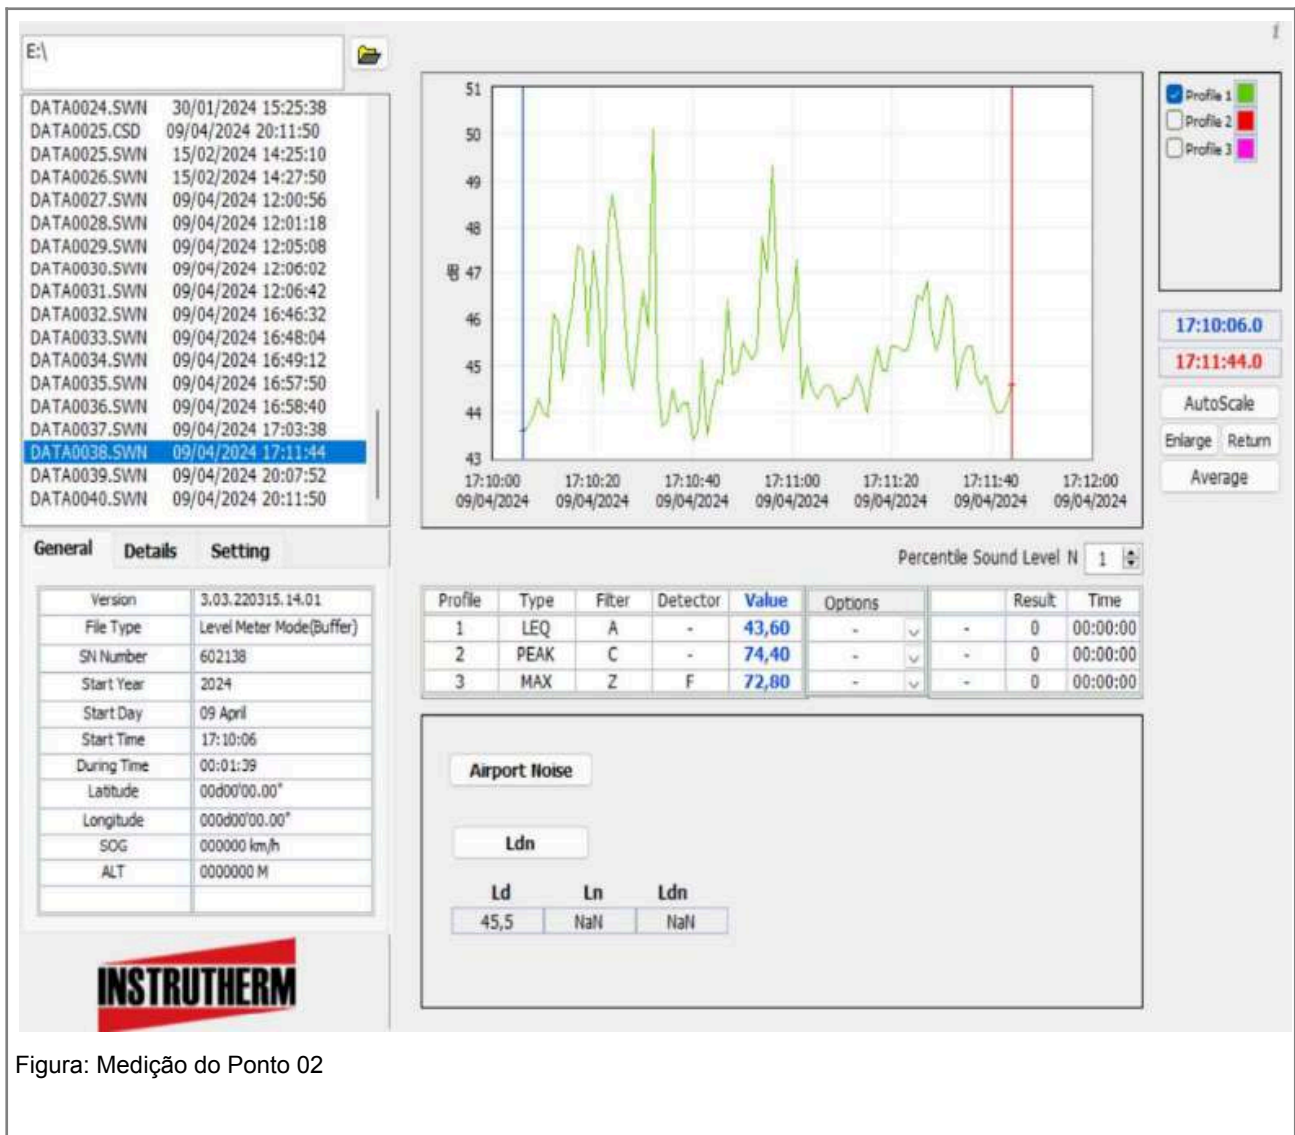 E:\
DATA0024.SWN 30/01/2024 15:25:38
DATA0025.CSD 09/04/2024 20:11:50
DATA0025.SWN 15/02/2024 14:25:10
DATA0026.SWN 15/02/2024 14:27:50
DATA0027.SWN 09/04/2024 12:00:56
DATA0028.SWN 09/04/2024 12:01:18
DATA0029.SWN 09/04/2024 12:05:08
DATA0030.SWN 09/04/2024 12:06:02
DATA0031.SWN 09/04/2024 12:06:42
DATA0032.SWN 09/04/2024 16:46:32
DATA0033.SWN 09/04/2024 16:48:04
DATA0034.SWN 09/04/2024 16:49:12
DATA0035.SWN 09/04/2024 16:57:50
DATA0036.SWN 09/04/2024 16:58:40
DATA0037.SWN 09/04/2024 17:03:38
DATA0038.SWN 09/04/2024 17:11:44
DATA0039.SWN 09/04/2024 20:07:52
DATA0040.SWN 09/04/2024 20:11:50
General Details Setting
Version 3.03.220315.14.01
File Type Level Meter Mode(Buffer)
SN Number 602138
Start Year 2024
Start Day 09 April
Start Time 17:10:06
During Time 00:01:39
Latitude 00d00'00.00"
Longitude 000d00'00.00"
SOG 000000 km/h
ALT 0000000 M
INSTRUTHERM
i
51
50
49
48
dB 47
46
45
44
43
17:10:00 17:10:20 17:10:40 17:11:00 17:11:20 17:11:40 17:12:00
09/04/2024 09/04/2024 09/04/2024 09/04/2024 09/04/2024 09/04/2024 09/04/2024
Profile 1
Profile 2
Profile 3
17:10:06.0
17:11:44.0
AutoScale
Enlarge Return
Average
Percentile Sound Level N 1
Profile Type Filter Detector Value Options Result Time
1 LEQ A - 43,60 - - 0 00:00:00
2 PEAK C - 74,40 - - 0 00:00:00
3 MAX Z F 72,80 - - 0 00:00:00
Airport Noise
Ldn
Ld Ln Ldn
45,5 NaN NaN
Figura: Medição do Ponto 02